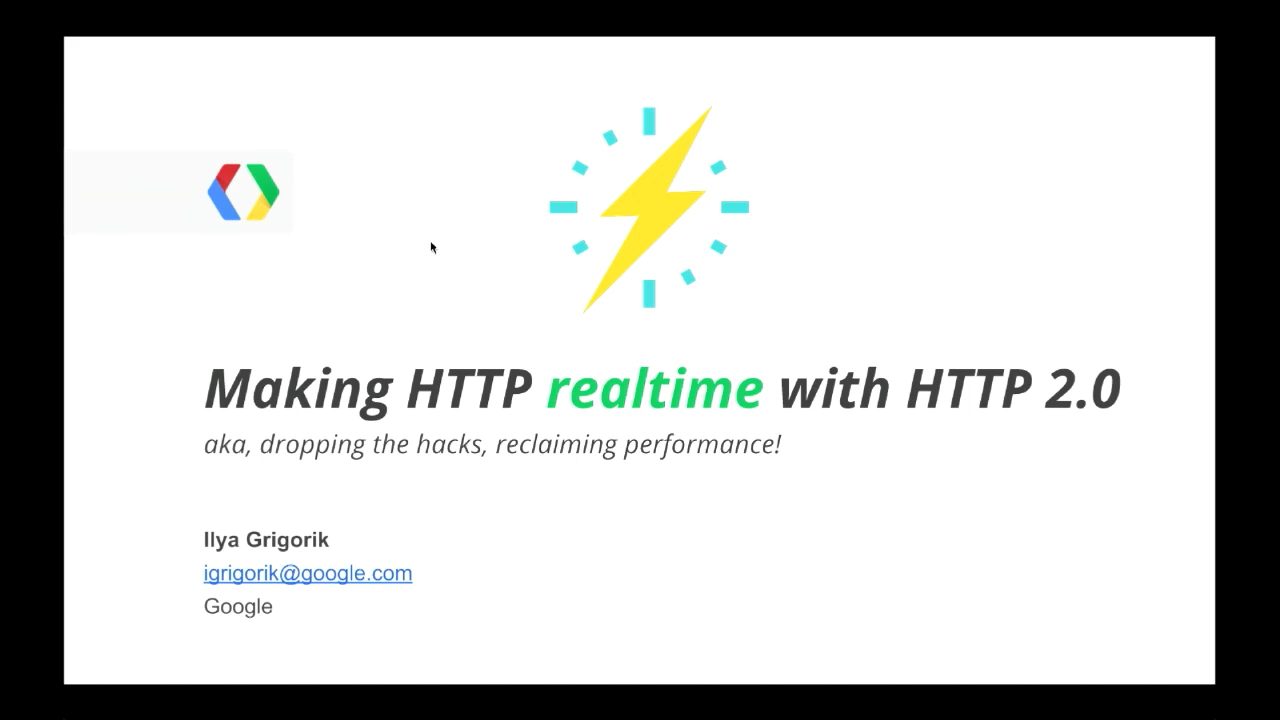 Making HTTP realtime with HTTP 2.0
aka, dropping the hacks, reclaiming performance!
Ilya Grigorik
igrigorik@google.com
Google